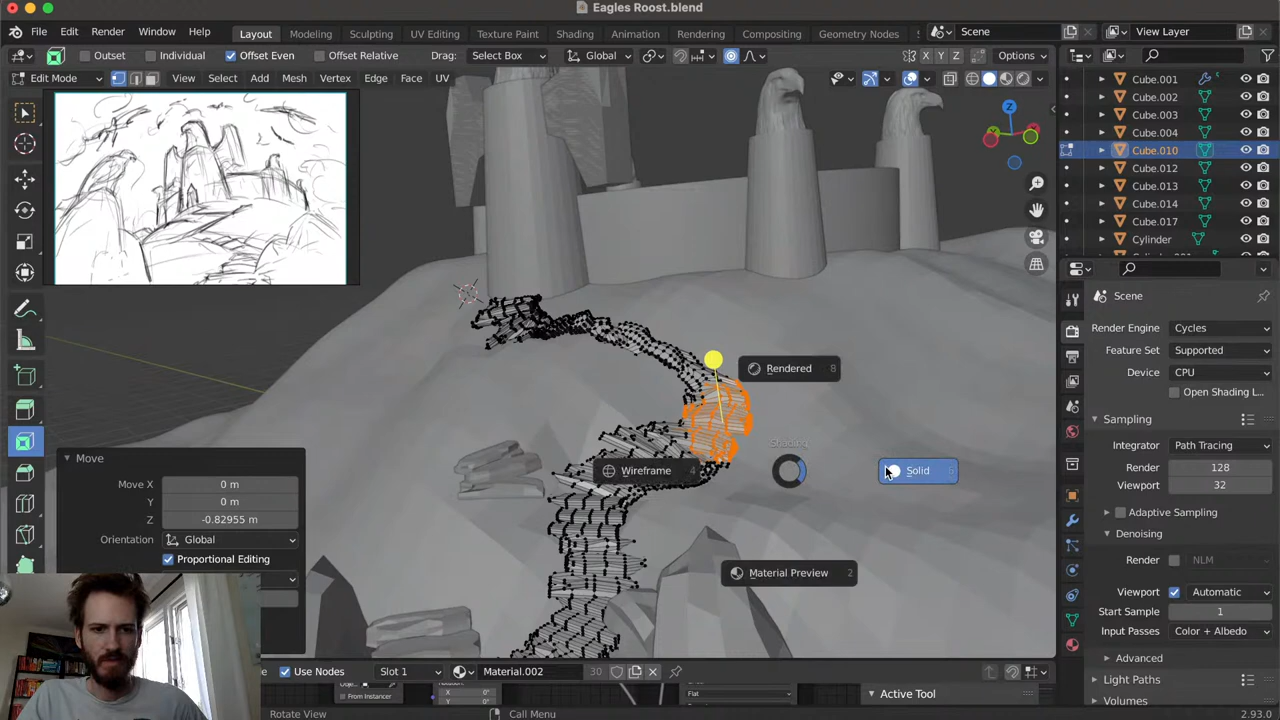 Eagles Roost.blend
File Edit Render Window Help
Layout Modeling Sculpting UV Editing Texture Paint Shading Animation Rendering Compositing Geometry Nodes
Scene
View Layer
Outset Individual Offset Even Offset Relative Drag: Select Box Global X Y Z Options
Edit Mode View Select Add Mesh Vertex Edge Face UV
Cube.001
Cube.002
Cube.003
Cube.004
Cube.010
Cube.012
Cube.013
Cube.014
Cube.017
Cylinder
Z
Scene
Render Engine Cycles
Feature Set Supported
Device CPU
Open Shading L...
Sampling
Integrator Path Tracing
Render 128
Viewport 32
Adaptive Sampling
Denoising
Render NLM
Viewport Automatic
Start Sample 1
Input Passes Color + Albedo
Advanced
Light Paths
Volumes
Rendered 8
Shading
Wireframe 4
Solid 6
Material Preview 2
Move
Move X 0 m
Y 0 m
Z -0.82955 m
Orientation Global
Proportional Editing
Use Nodes Slot 1 Material.002 30
From Instancer
X 0°
Y 0°
Flat
Active Tool
Rotate View Call Menu 2.93.0